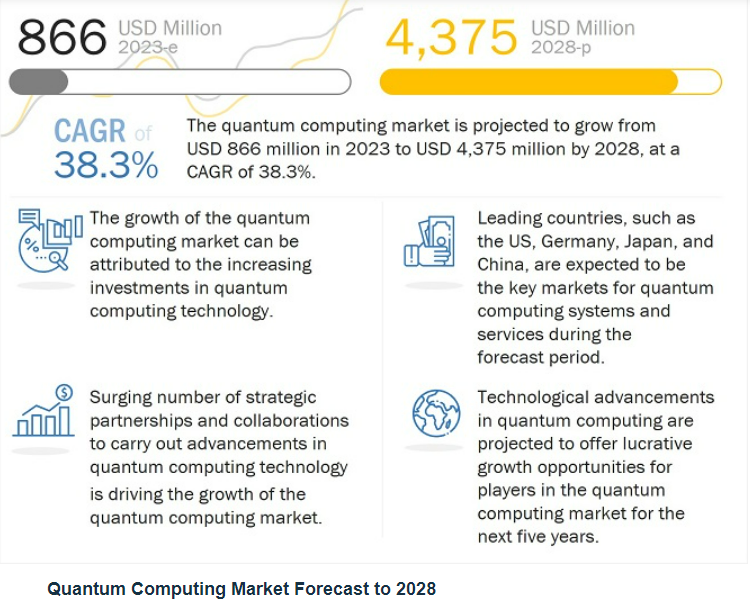 866 USD Million
2023-e
4,375 USD Million
2028-p
CAGR of
38.3%
The quantum computing market is projected to grow from
USD 866 million in 2023 to USD 4,375 million by 2028, at a
CAGR of 38.3%.
The growth of the quantum
computing market can be
attributed to the increasing
investments in quantum
computing technology.
Leading countries, such as
the US, Germany, Japan, and
China, are expected to be
the key markets for quantum
computing systems and
services during the
forecast period.
Surging number of strategic
partnerships and collaborations
to carry out advancements in
quantum computing technology
is driving the growth of the
quantum computing market.
Technological advancements
in quantum computing are
projected to offer lucrative
growth opportunities for
players in the quantum
computing market for the
next five years.
Quantum Computing Market Forecast to 2028